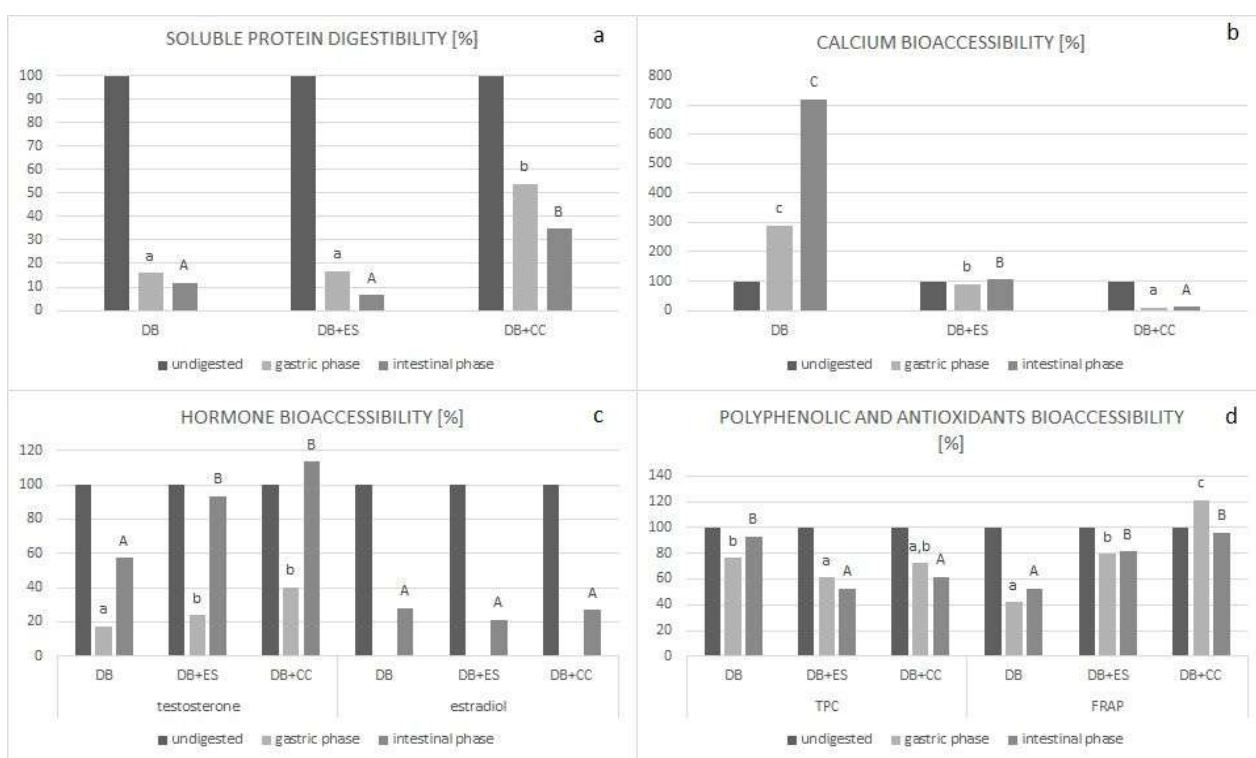 SOLUBLE PROTEIN DIGESTIBILITY [%] a
100
90
80
70
60
50
40
30
20
10
0
a A a A b B
DB DB+ES DB+CC
undigested gastric phase intestinal phase
CALCIUM BIOACCESSIBILITY [%] b
800
700
600
500
400
300
200
100
0
c C b B a A
DB DB+ES DB+CC
undigested gastric phase intestinal phase
HORMONE BIOACCESSIBILITY [%] c
120
100
80
60
40
20
0
a A b B b B A A A
DB DB+ES DB+CC DB DB+ES DB+CC
testosterone estradiol
undigested gastric phase intestinal phase
POLYPHENOLIC AND ANTIOXIDANTS BIOACCESSIBILITY d
[%]
140
120
100
80
60
40
20
0
b B a A a,b A a A b B c B
DB DB+ES DB+CC DB DB+ES DB+CC
TPC FRAP
undigested gastric phase intestinal phase